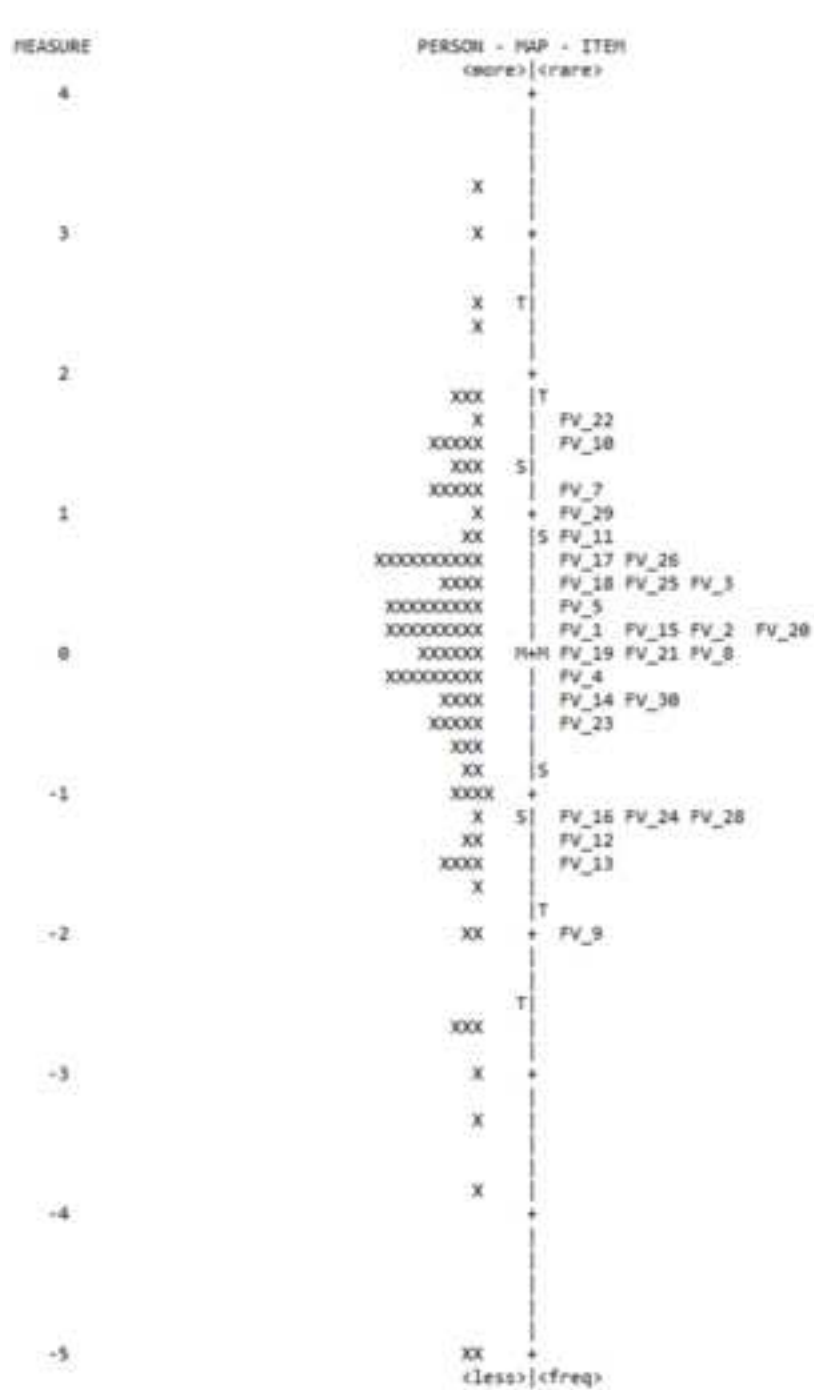 MEASURE PERSON - MAP - ITEM
<more>|<rare>
4 +
|
|
|
X |
|
3 X +
|
|
X T|
X |
|
2 +
XXX |T
X | FV_22
XXXXX | FV_10
XXX S|
XXXXX | FV_7
1 X + FV_29
XX |S FV_11
XXXXXXXXXX | FV_17 FV_26
XXXX | FV_18 FV_25 FV_3
XXXXXXXXX | FV_5
XXXXXXXXX | FV_1 FV_15 FV_2 FV_20
0 XXXXXX M+M FV_19 FV_21 FV_8
XXXXXXXXX | FV_4
XXXX | FV_14 FV_30
XXXXX | FV_23
XXX |
XX |S
-1 XXXX +
X S| FV_16 FV_24 FV_28
XX | FV_12
XXXX | FV_13
X |
|T
-2 XX + FV_9
|
|
T|
XXX |
|
-3 X +
|
X |
|
|
X |
-4 +
|
|
|
|
|
-5 XX +
<less>|<freq>